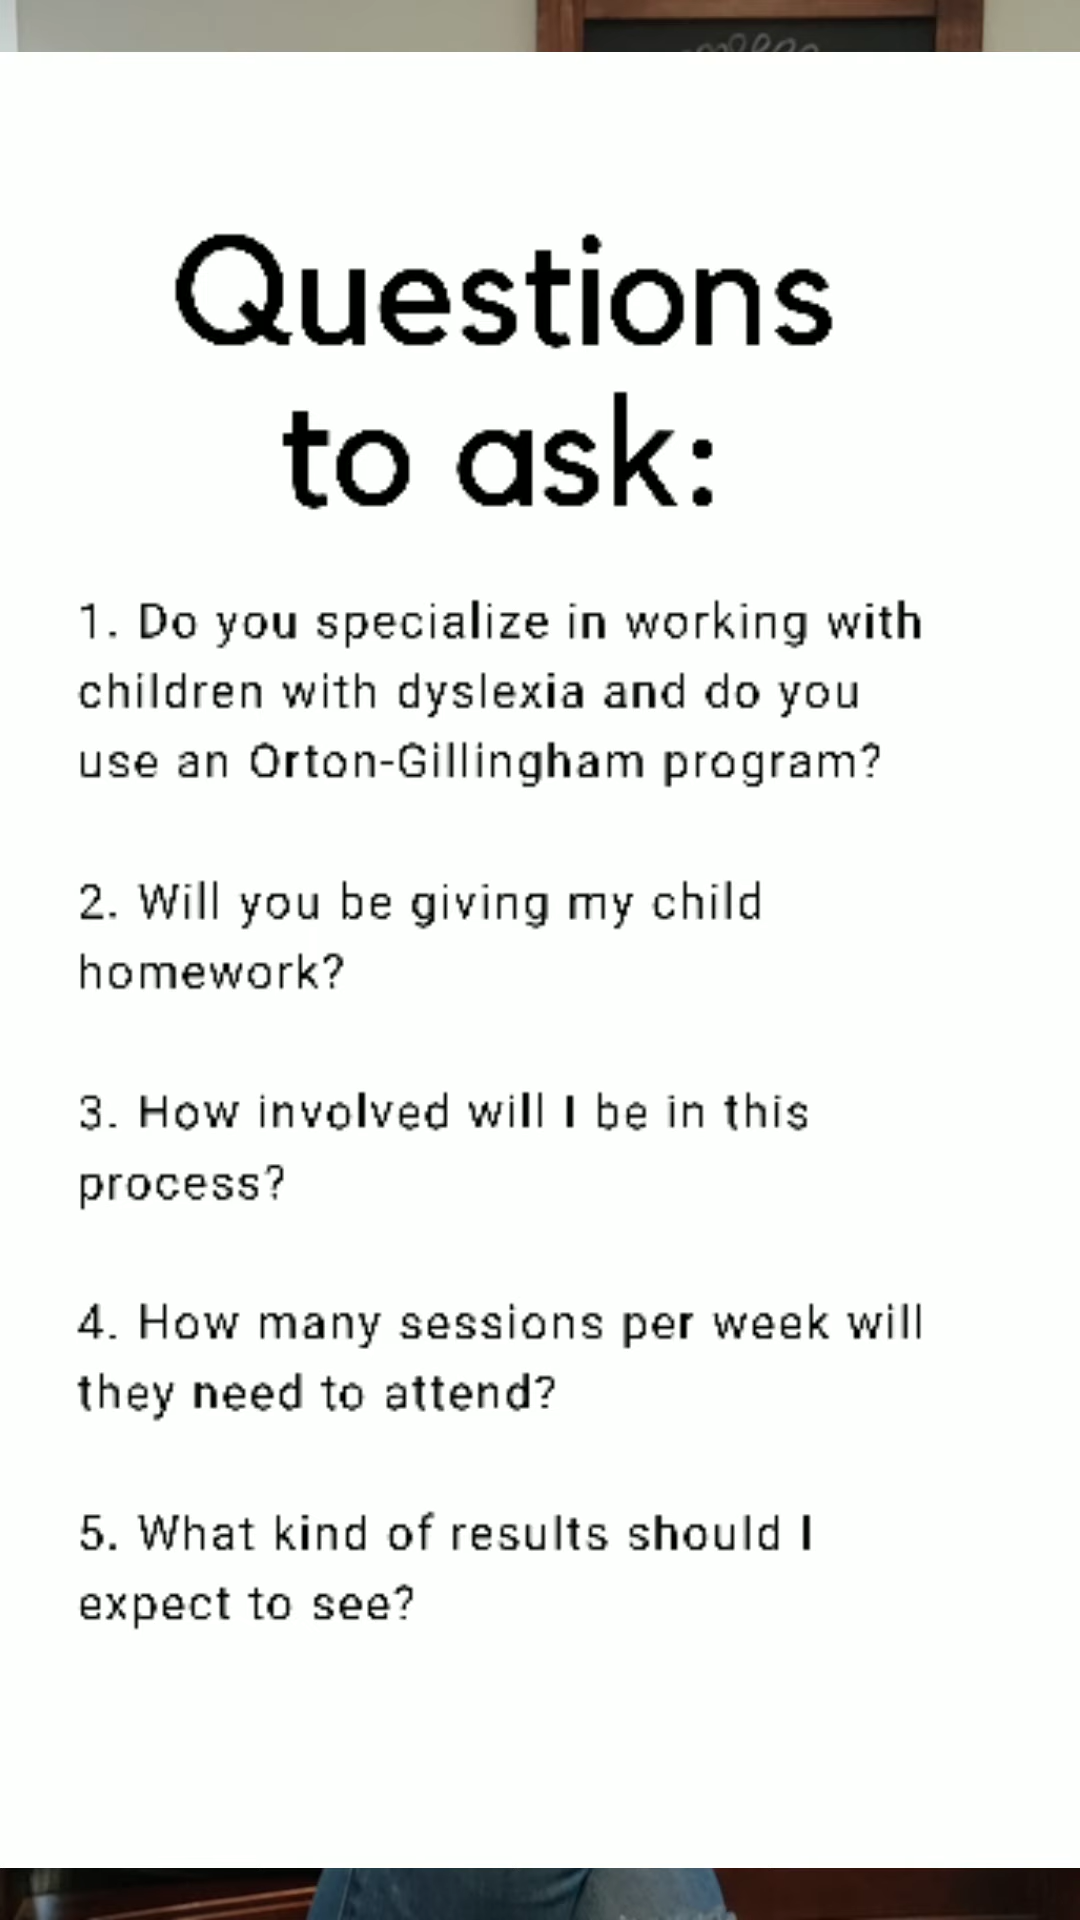 Questions
to ask:
1. Do you specialize in working with
children with dyslexia and do you
use an Orton-Gillingham program?
2. Will you be giving my child
homework?
3. How involved will I be in this
process?
4. How many sessions per week will
they need to attend?
5. What kind of results should I
expect to see?